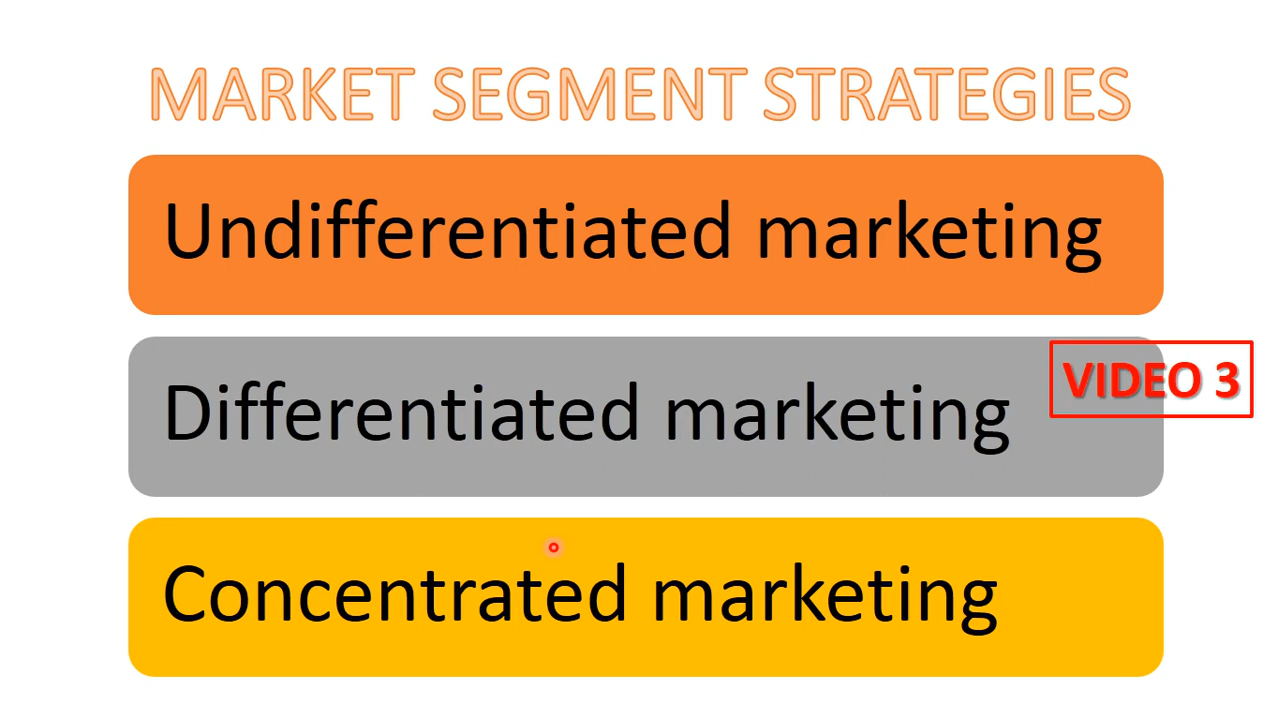 MARKET SEGMENT STRATEGIES
Undifferentiated marketing
Differentiated marketing
VIDEO 3
Concentrated marketing